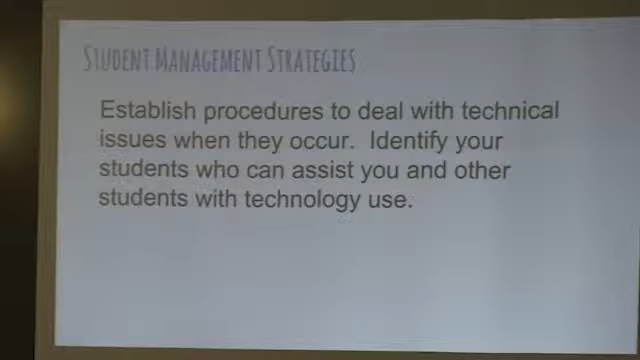 STUDENT MANAGEMENT STRATEGIES
Establish procedures to deal with technical
issues when they occur.  Identify your
students who can assist you and other
students with technology use.